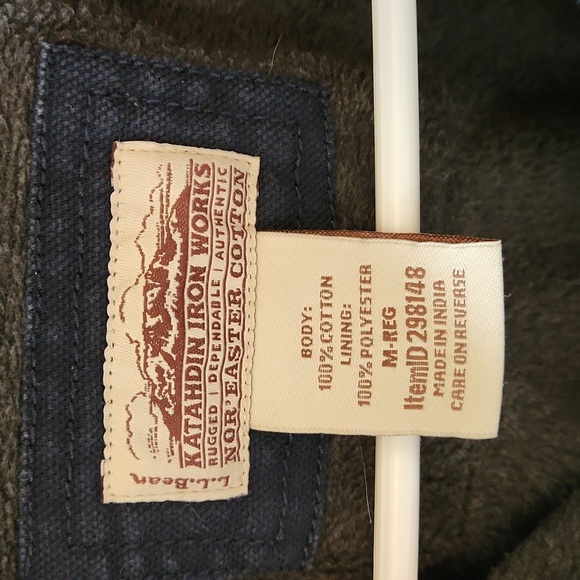 L.L.Bean
KATAHDIN IRON WORKS
RUGGED | DEPENDABLE | AUTHENTIC
NOR'EASTER COTTON
BODY:
100% COTTON
LINING:
100% POLYESTER
M-REG
ItemID 298148
MADE IN INDIA
CARE ON REVERSE